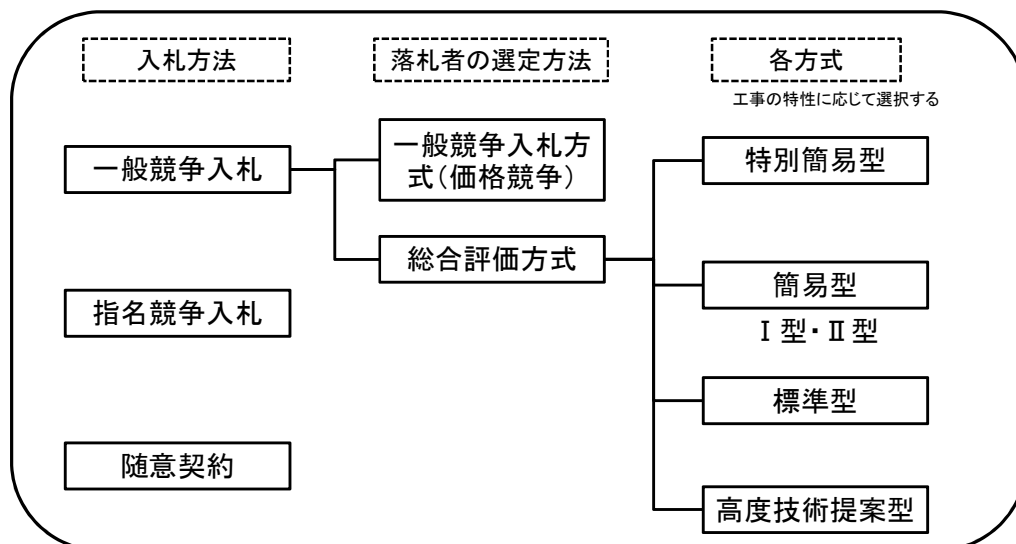 入札方法
落札者の選定方法
各方式
工事の特性に応じて選択する
一般競争入札
一般競争入札方
式(価格競争)
特別簡易型
総合評価方式
指名競争入札
簡易型
Ⅰ型・Ⅱ型
標準型
随意契約
高度技術提案型